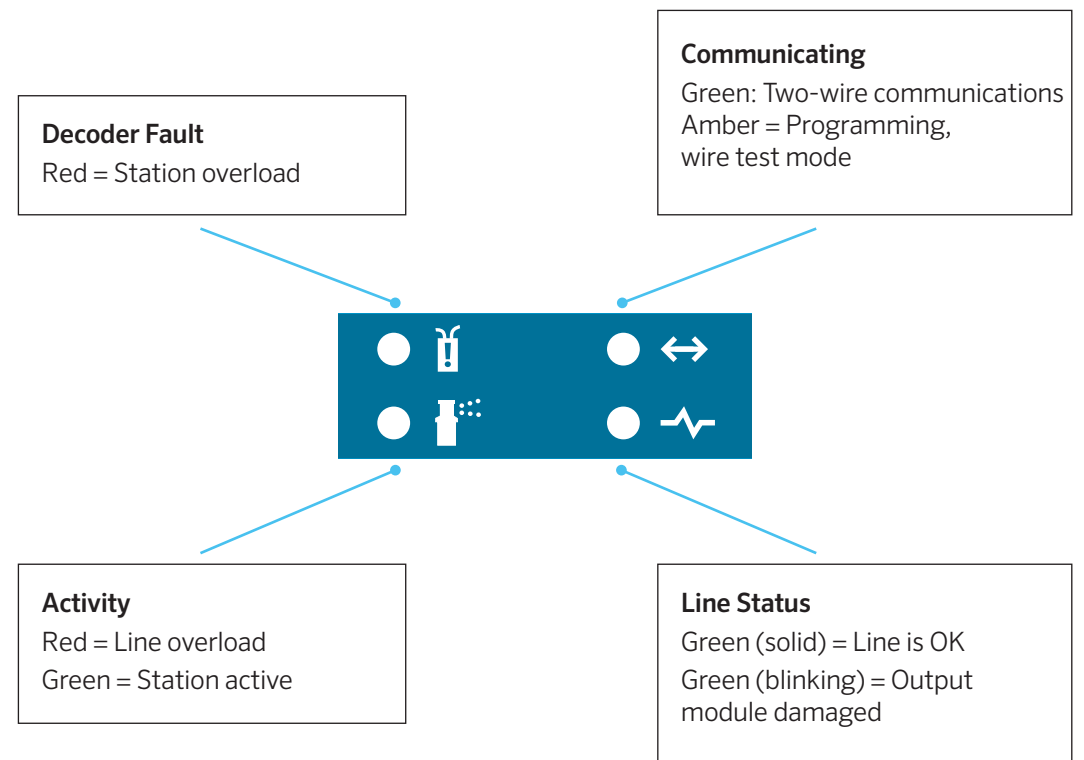 Decoder Fault
Red = Station overload
Communicating
Green: Two-wire communications
Amber = Programming,
wire test mode
Activity
Red = Line overload
Green = Station active
Line Status
Green (solid) = Line is OK
Green (blinking) = Output
module damaged